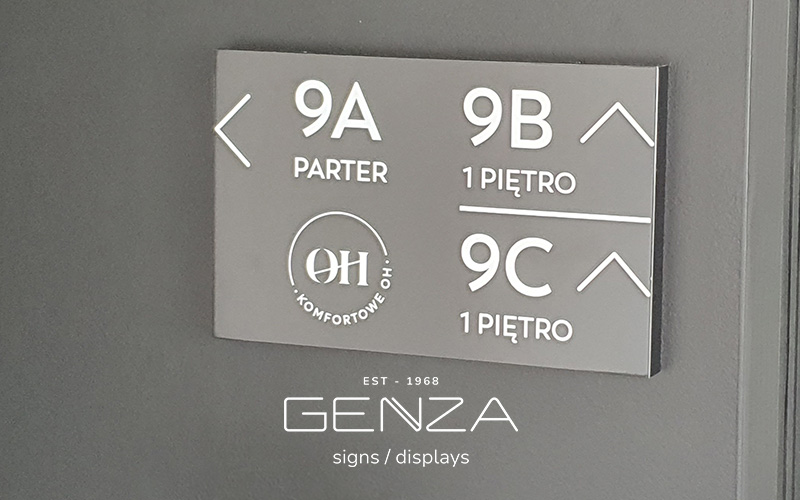 9A
PARTER
9B
1 PIĘTRO
OH
• KOMFORTOWE OH •
9C
1 PIĘTRO
EST - 1968
GENZA
signs / displays